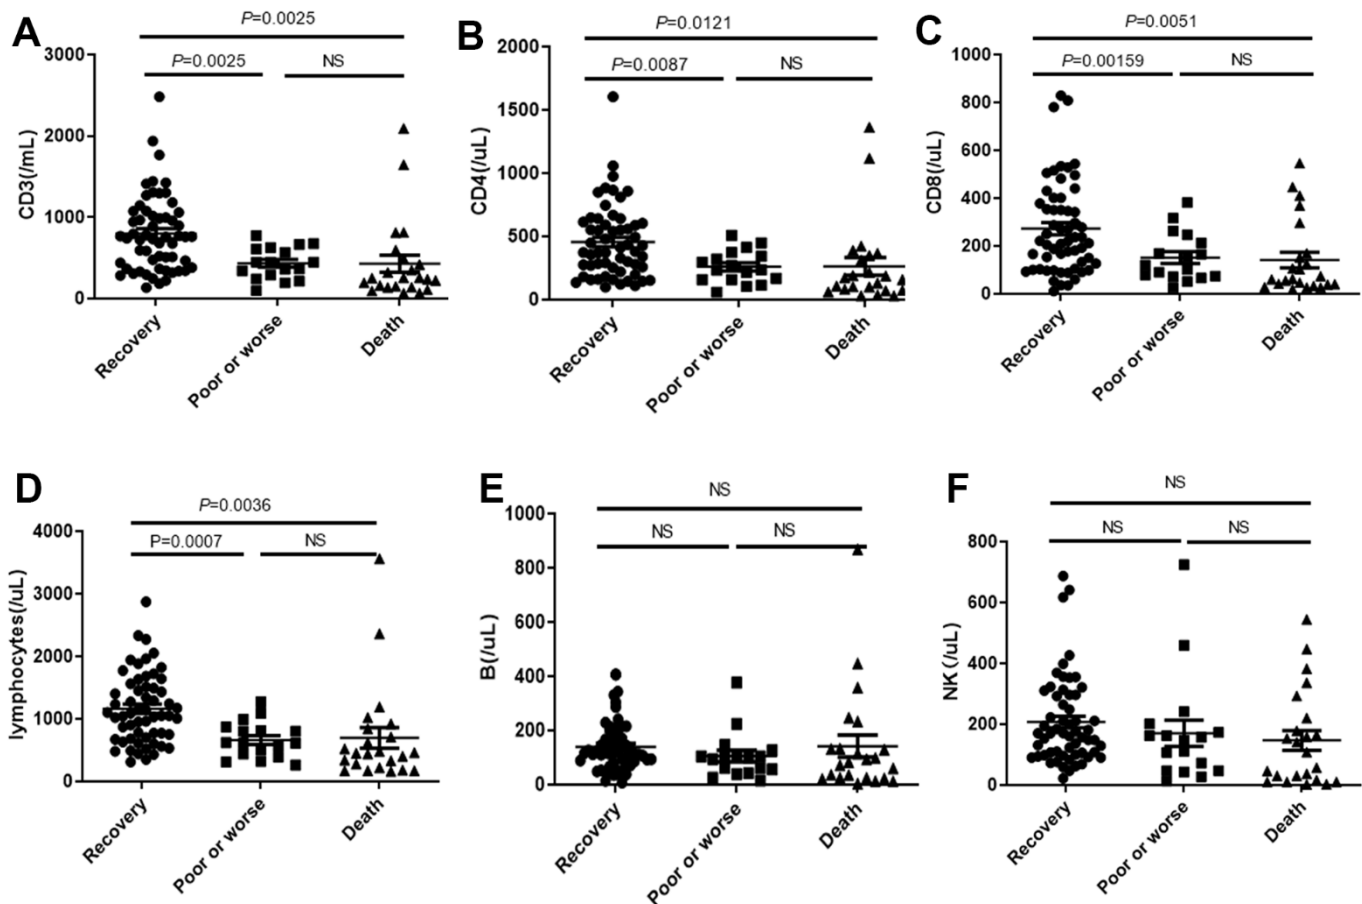 A
P=0.0025
P=0.0025
NS
CD3(/mL)
3000
2000
1000
0
Recovery
Poor or worse
Death
B
P=0.0121
P=0.0087
NS
CD4(/uL)
2000
1500
1000
500
0
Recovery
Poor or worse
Death
C
P=0.0051
P=0.00159
NS
CD8(/uL)
1000
800
600
400
200
0
Recovery
Poor or worse
Death
D
P=0.0036
P=0.0007
NS
lymphocytes(/uL)
4000
3000
2000
1000
0
Recovery
Poor or worse
Death
E
NS
NS
NS
B(/uL)
1000
800
600
400
200
0
Recovery
Poor or worse
Death
F
NS
NS
NS
NK(/uL)
800
600
400
200
0
Recovery
Poor or worse
Death